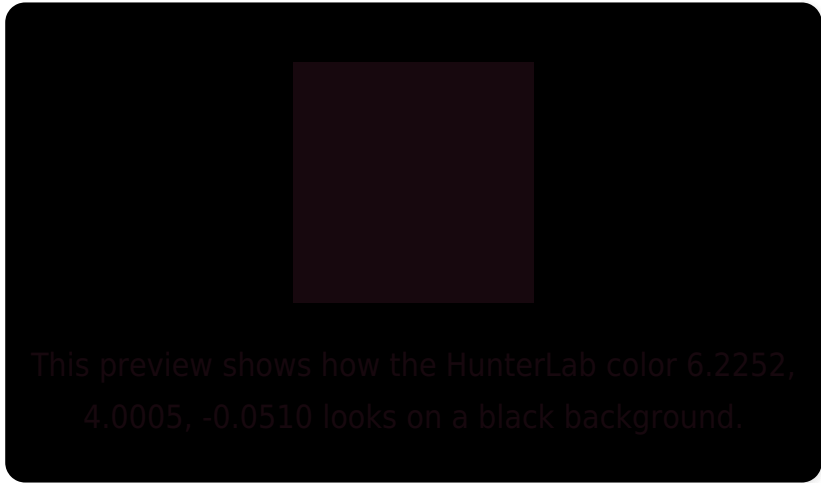 This preview shows how the HunterLab color 6.2252,
4.0005, -0.0510 looks on a black background.